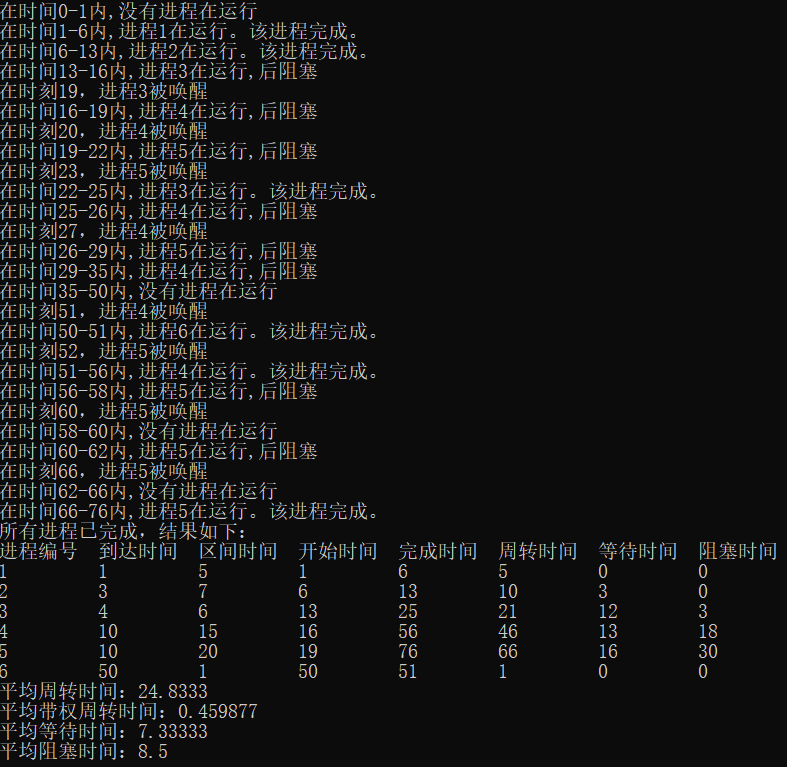 在时间0-1内,没有进程在运行
在时间1-6内,进程1在运行。该进程完成。
在时间6-13内,进程2在运行。该进程完成。
在时间13-16内,进程3在运行,后阻塞
在时刻19，进程3被唤醒
在时间16-19内,进程4在运行,后阻塞
在时刻20，进程4被唤醒
在时间19-22内,进程5在运行,后阻塞
在时刻23，进程5被唤醒
在时间22-25内,进程3在运行。该进程完成。
在时间25-26内,进程4在运行,后阻塞
在时刻27，进程4被唤醒
在时间26-29内,进程5在运行,后阻塞
在时间29-35内,进程4在运行,后阻塞
在时间35-50内,没有进程在运行
在时刻51，进程4被唤醒
在时间50-51内,进程6在运行。该进程完成。
在时刻52，进程5被唤醒
在时间51-56内,进程4在运行。该进程完成。
在时间56-58内,进程5在运行,后阻塞
在时刻60，进程5被唤醒
在时间58-60内,没有进程在运行
在时间60-62内,进程5在运行,后阻塞
在时刻66，进程5被唤醒
在时间62-66内,没有进程在运行
在时间66-76内,进程5在运行。该进程完成。
所有进程已完成，结果如下：
进程编号 到达时间 区间时间 开始时间 完成时间 周转时间 等待时间 阻塞时间
1 1 5 1 6 5 0 0
2 3 7 6 13 10 3 0
3 4 6 13 25 21 12 3
4 10 15 16 56 46 13 18
5 10 20 19 76 66 16 30
6 50 1 50 51 1 0 0
平均周转时间：24.8333
平均带权周转时间：0.459877
平均等待时间：7.33333
平均阻塞时间：8.5